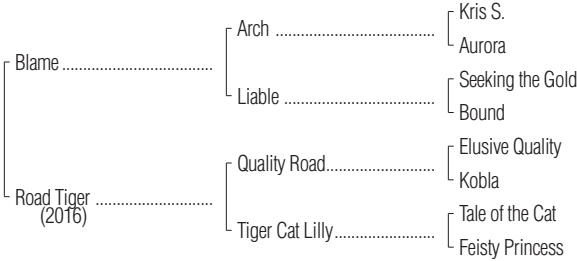 Kris S.
Arch ....................................
Aurora
Blame ..................................
Seeking the Gold
Liable ..................................
Bound
Elusive Quality
Quality Road.........................
Kobla
Road Tiger ...........................
(2016)
Tale of the Cat
Tiger Cat Lilly.......................
Feisty Princess